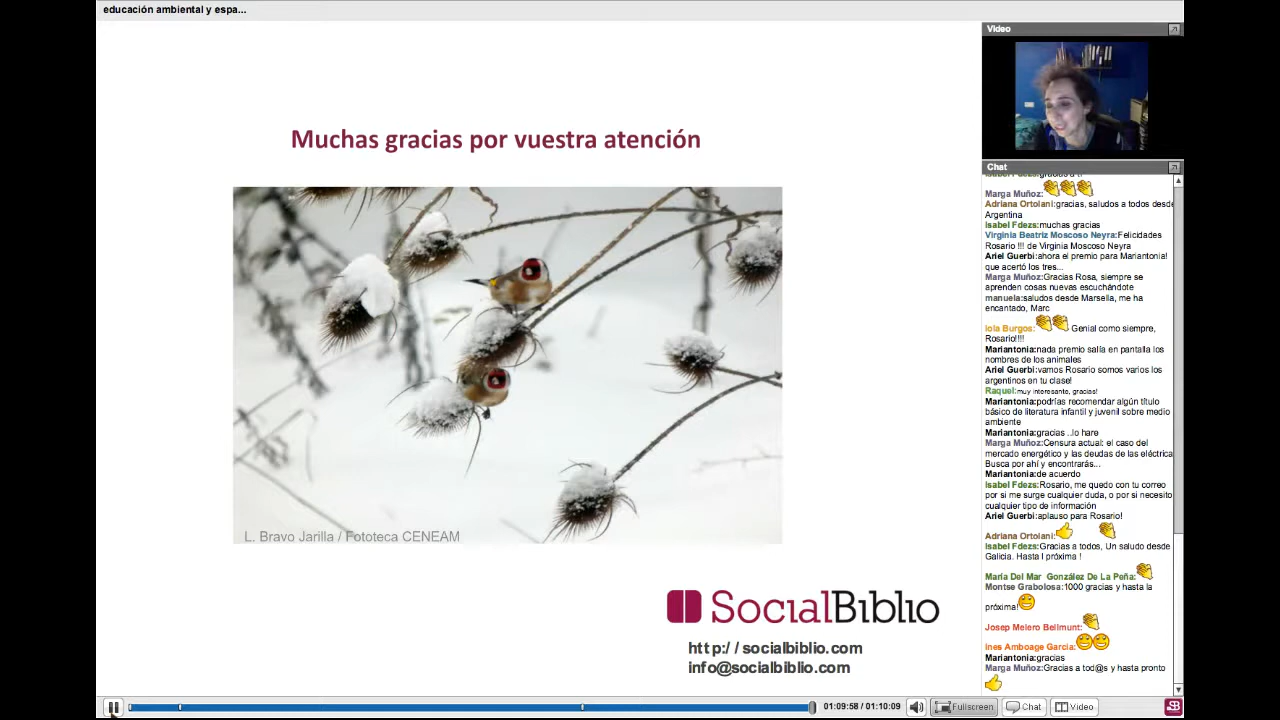 educación ambiental y espa...
Muchas gracias por vuestra atención
L. Bravo Jarilla / Fototeca CENEAM
SocialBiblio
http://socialbiblio.com
info@socialbiblio.com
Video
Chat
Isabel Fdezs:gracias a ti
Marga Muñoz:
Adriana Ortolani:gracias, saludos a todos desde
Argentina
Isabel Fdezs:muchas gracias
Virginia Beatriz Moscoso Neyra:Felicidades
Rosario !!! de Virginia Moscoso Neyra
Ariel Guerbi:ahora el premio para Mariantonia!
que acertó los tres...
Marga Muñoz:Gracias Rosa, siempre se
aprenden cosas nuevas escuchándote
manuela:saludos desde Marsella, me ha
encantado, Marc
lola Burgos: Genial como siempre,
Rosario!!!!
Mariantonia:nada premio salía en pantalla los
nombres de los animales
Ariel Guerbi:vamos Rosario somos varios los
argentinos en tu clase!
Raquel:muy interesante, gracias!
Mariantonia:podrías recomendar algún título
básico de literatura infantil y juvenil sobre medio
ambiente
Mariantonia:gracias ..lo hare
Marga Muñoz:Censura actual: el caso del
mercado energético y las deudas de las eléctrica
Busca por ahí y encontrarás...
Mariantonia:de acuerdo
Isabel Fdezs:Rosario, me quedo con tu correo
por si me surge cualquier duda, o por si necesito
cualquier tipo de información
Ariel Guerbi:aplauso para Rosario!
Adriana Ortolani:
Isabel Fdezs:Gracias a todos, Un saludo desde
Galicia. Hasta l próxima !
María Del Mar González De La Peña:
Montse Grabolosa:1000 gracias y hasta la
próxima!
Josep Melero Bellmunt:
Ines Amboage Garcia:
Mariantonia:gracias
Marga Muñoz:Gracias a tod@s y hasta pronto
01:09:58 / 01:10:09
Fullscreen
Chat
Video
SB